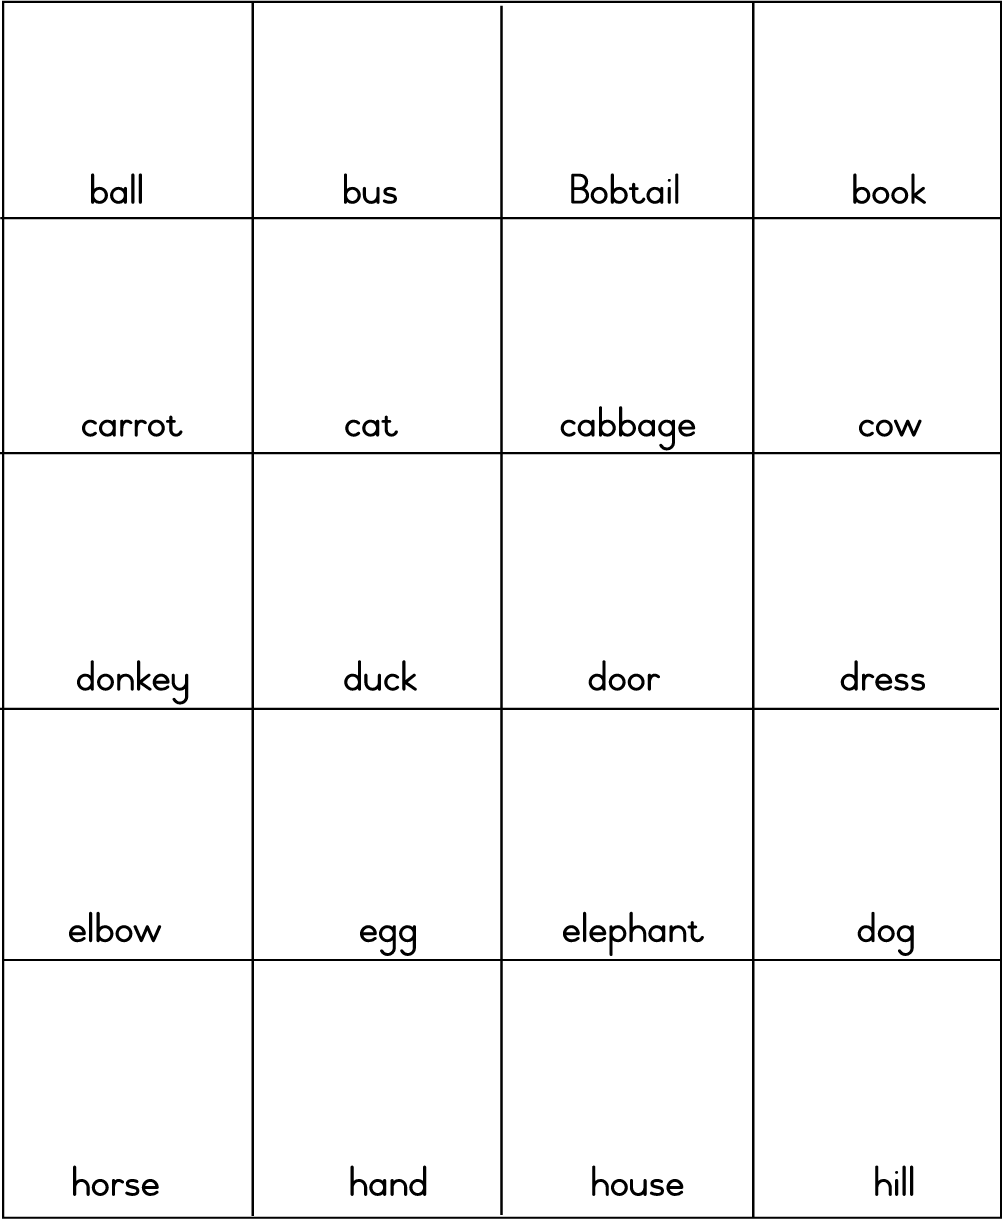 ball bus Bobtail book
carrot cat cabbage cow
donkey duck door dress
elbow egg elephant dog
horse hand house hill